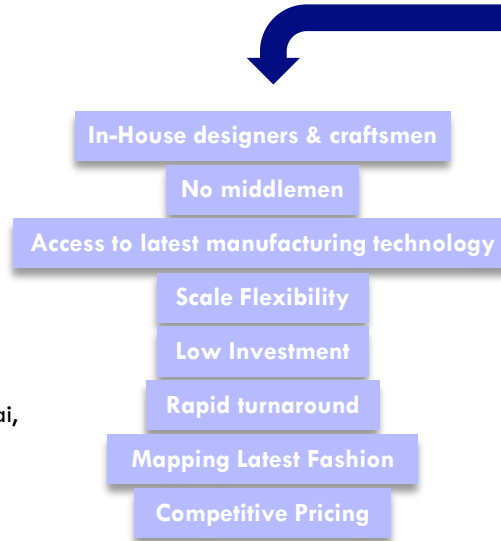 In-House designers & craftsmen
No middlemen
Access to latest manufacturing technology
Scale Flexibility
Low Investment
Rapid turnaround
ai,
Mapping Latest Fashion
Competitive Pricing